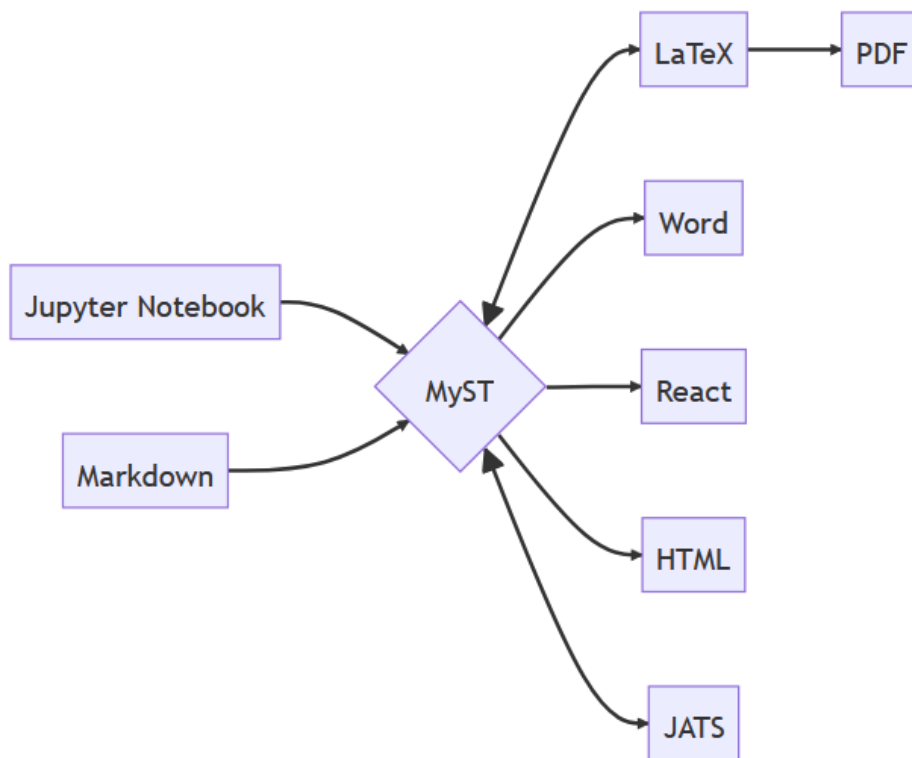 LaTeX
PDF
Word
Jupyter Notebook
MyST
React
Markdown
HTML
JATS